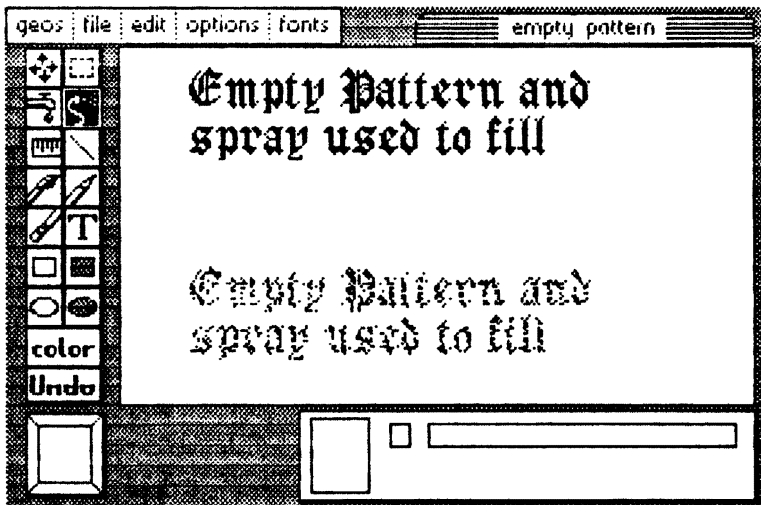 geos file edit options fonts empty pattern
Empty Pattern and
spray used to fill
T
Empty Pattern and
spray used to fill
color
Undo